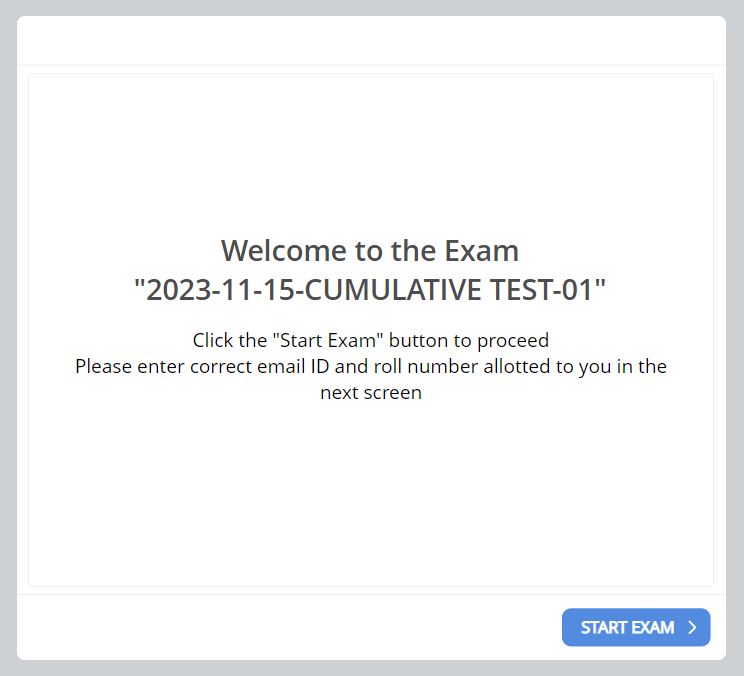 Welcome to the Exam
"2023-11-15-CUMULATIVE TEST-01"
Click the "Start Exam" button to proceed
Please enter correct email ID and roll number allotted to you in the
next screen
START EXAM